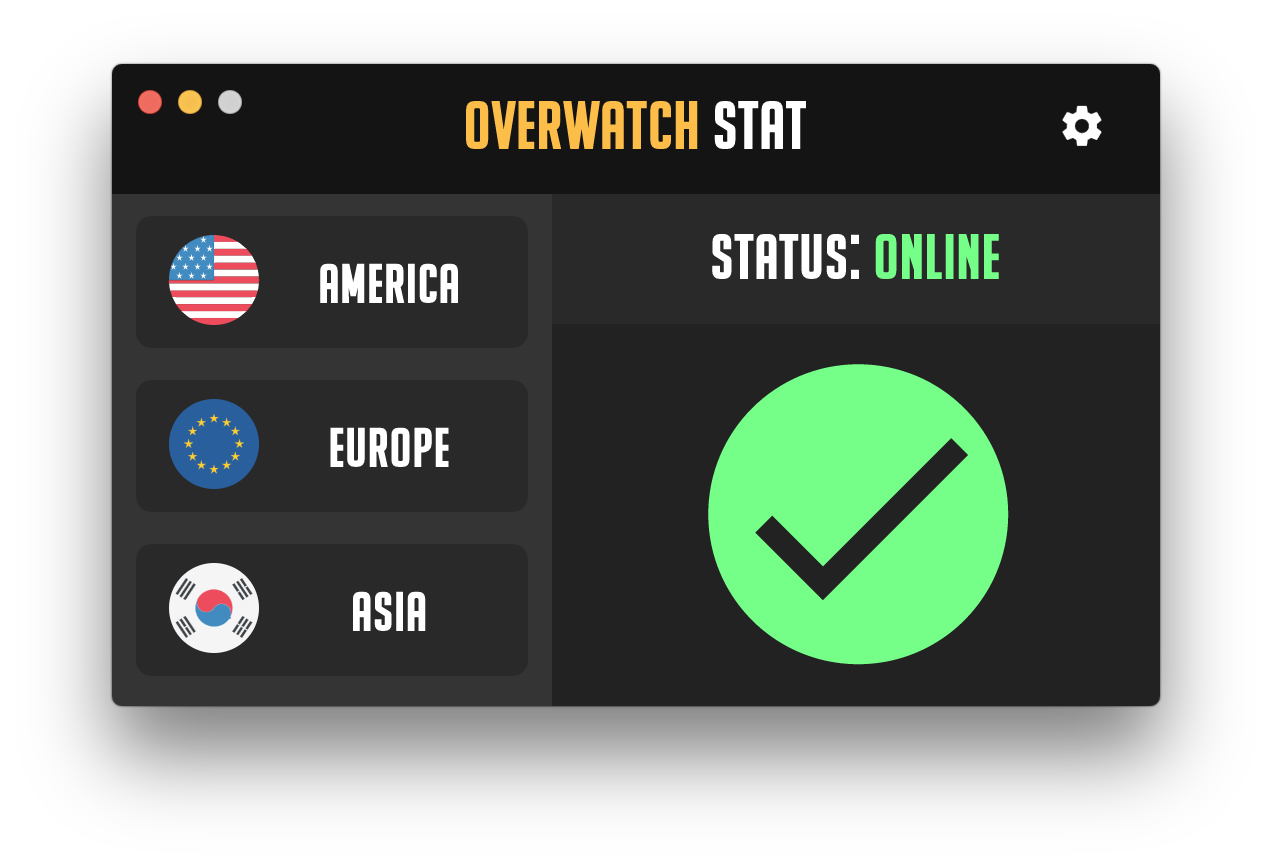 OVERWATCH STAT
AMERICA
EUROPE
ASIA
STATUS: ONLINE